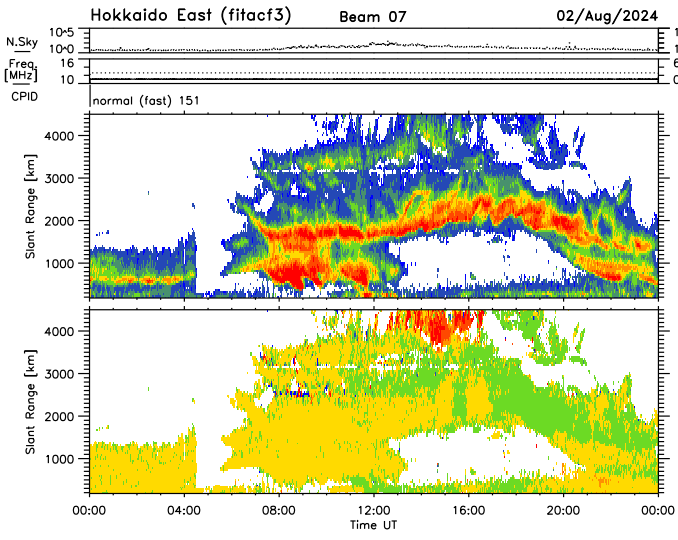 Hokkaido East (fitacf3) Beam 07 02/Aug/2024
N.Sky 10^5 10^0
Freq. [MHz] 16 10 6 0
CPID normal (fast) 151
Slant Range [km] 4000 3000 2000 1000
Slant Range [km] 4000 3000 2000 1000
00:00 04:00 08:00 12:00 16:00 20:00 00:00
Time UT